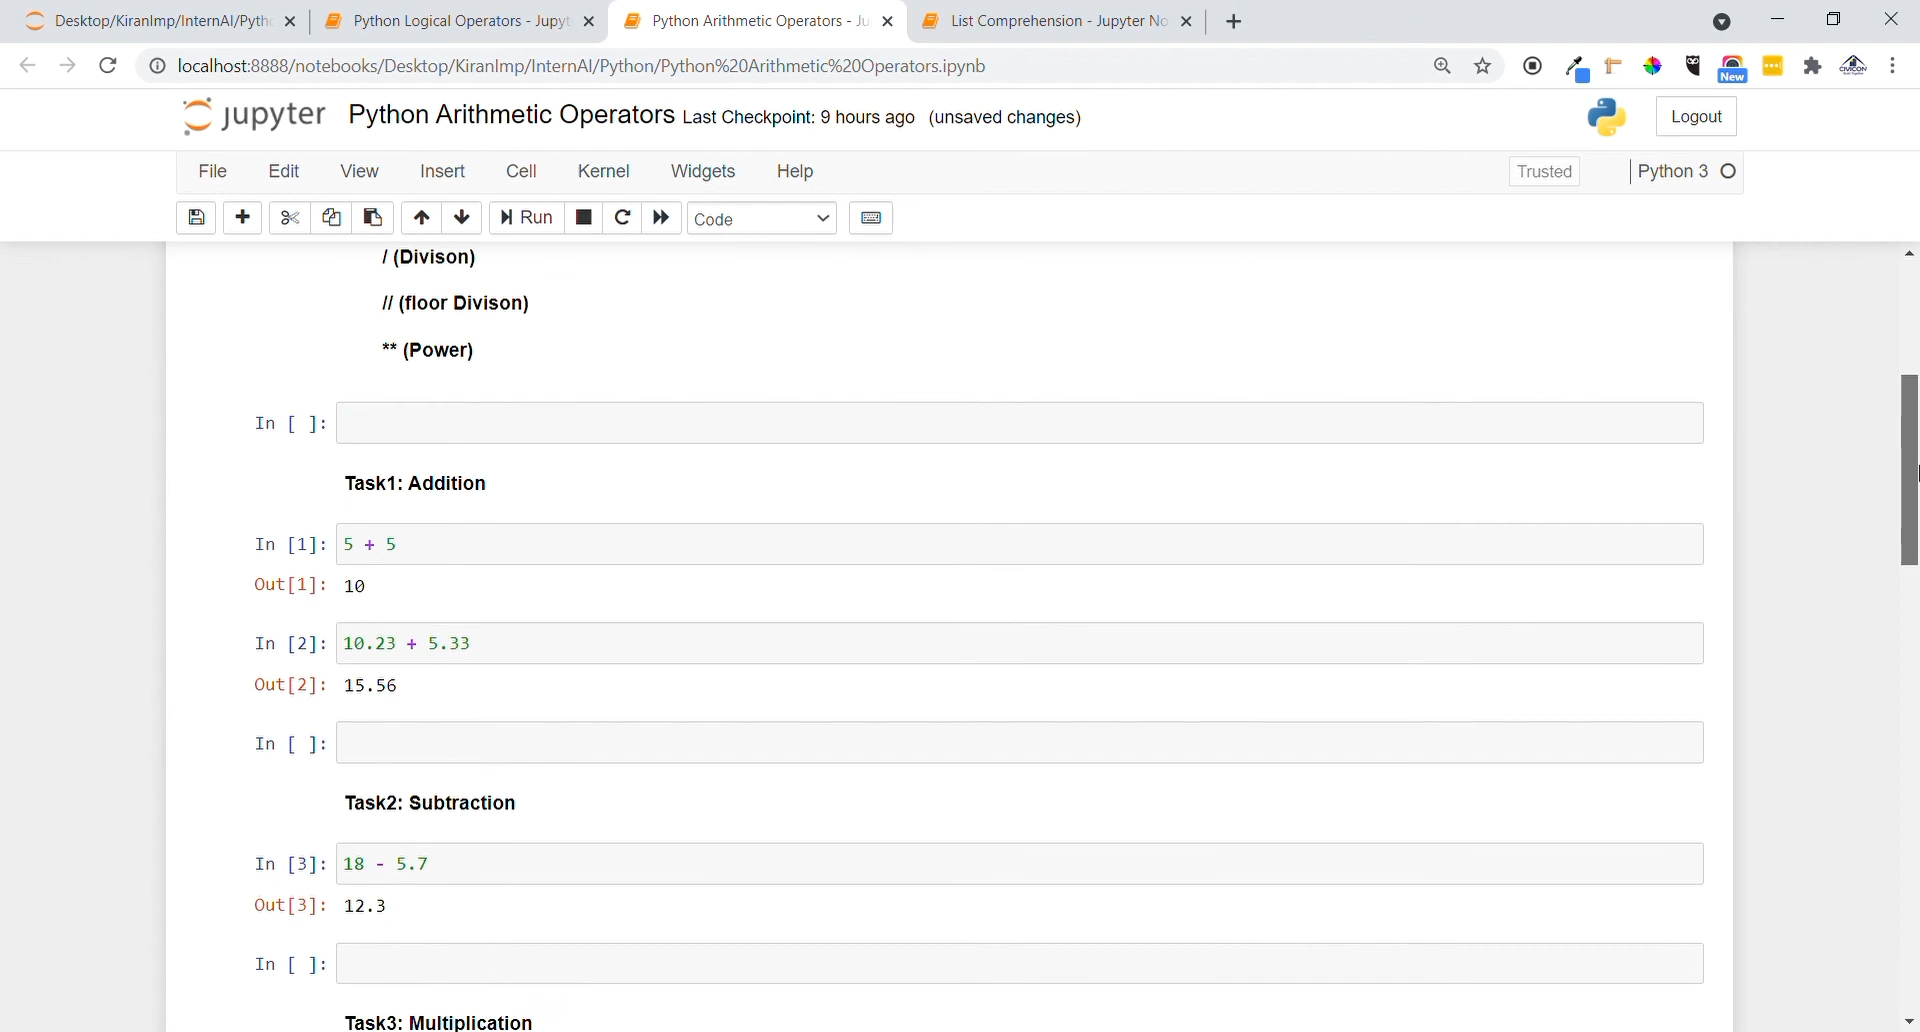 Desktop/KiranImp/InternAI/Pyth
Python Logical Operators - Jupyt
Python Arithmetic Operators - Ju
List Comprehension - Jupyter No
localhost:8888/notebooks/Desktop/KiranImp/InternAI/Python/Python%20Arithmetic%20Operators.ipynb
New
CIVICON
jupyter Python Arithmetic Operators Last Checkpoint: 9 hours ago (unsaved changes)
Logout
File Edit View Insert Cell Kernel Widgets Help
Trusted
Python 3
Run
Code
/ (Divison)
// (floor Divison)
** (Power)
In [ ]:
Task1: Addition
In [1]: 5 + 5
Out[1]: 10
In [2]: 10.23 + 5.33
Out[2]: 15.56
In [ ]:
Task2: Subtraction
In [3]: 18 - 5.7
Out[3]: 12.3
In [ ]:
Task3: Multiplication